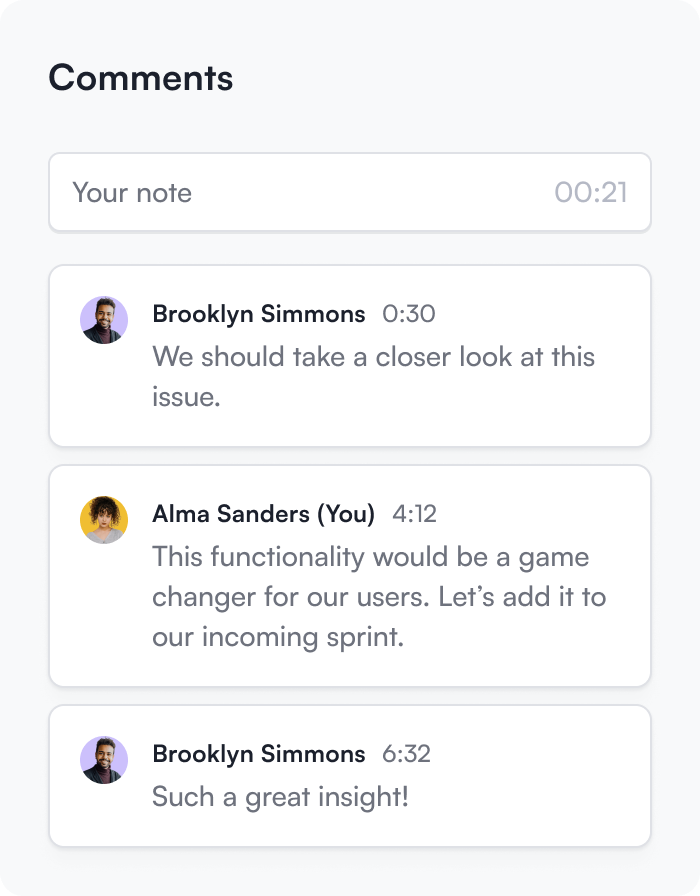 Comments
Your note 00:21
Brooklyn Simmons 0:30
We should take a closer look at this
issue.
Alma Sanders (You) 4:12
This functionality would be a game
changer for our users. Let’s add it to
our incoming sprint.
Brooklyn Simmons 6:32
Such a great insight!